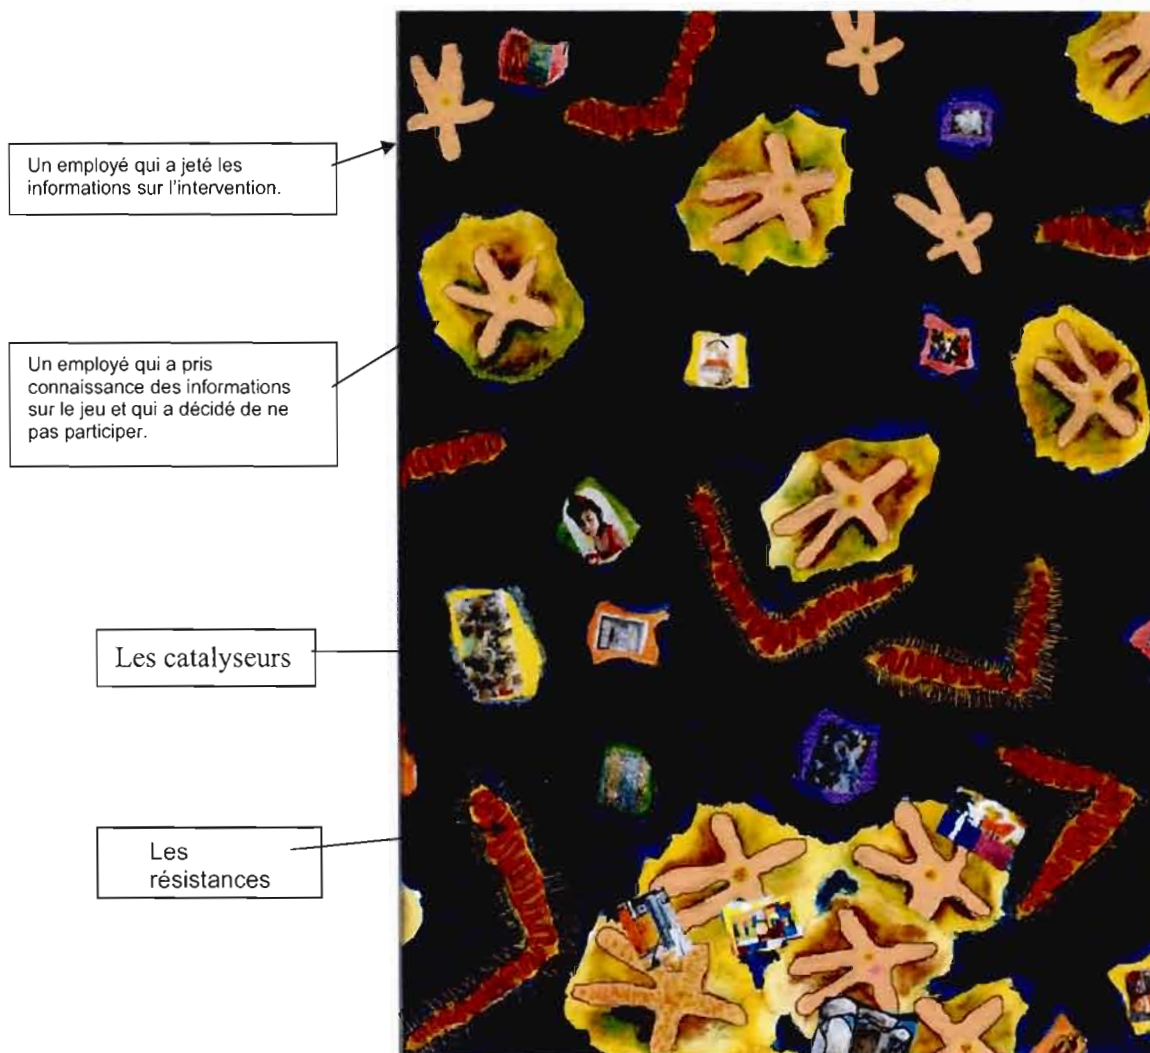 Un employé qui a jeté les
informations sur l'intervention.
Un employé qui a pris
connaissance des informations
sur le jeu et qui a décidé de ne
pas participer.
Les catalyseurs
Les
résistances